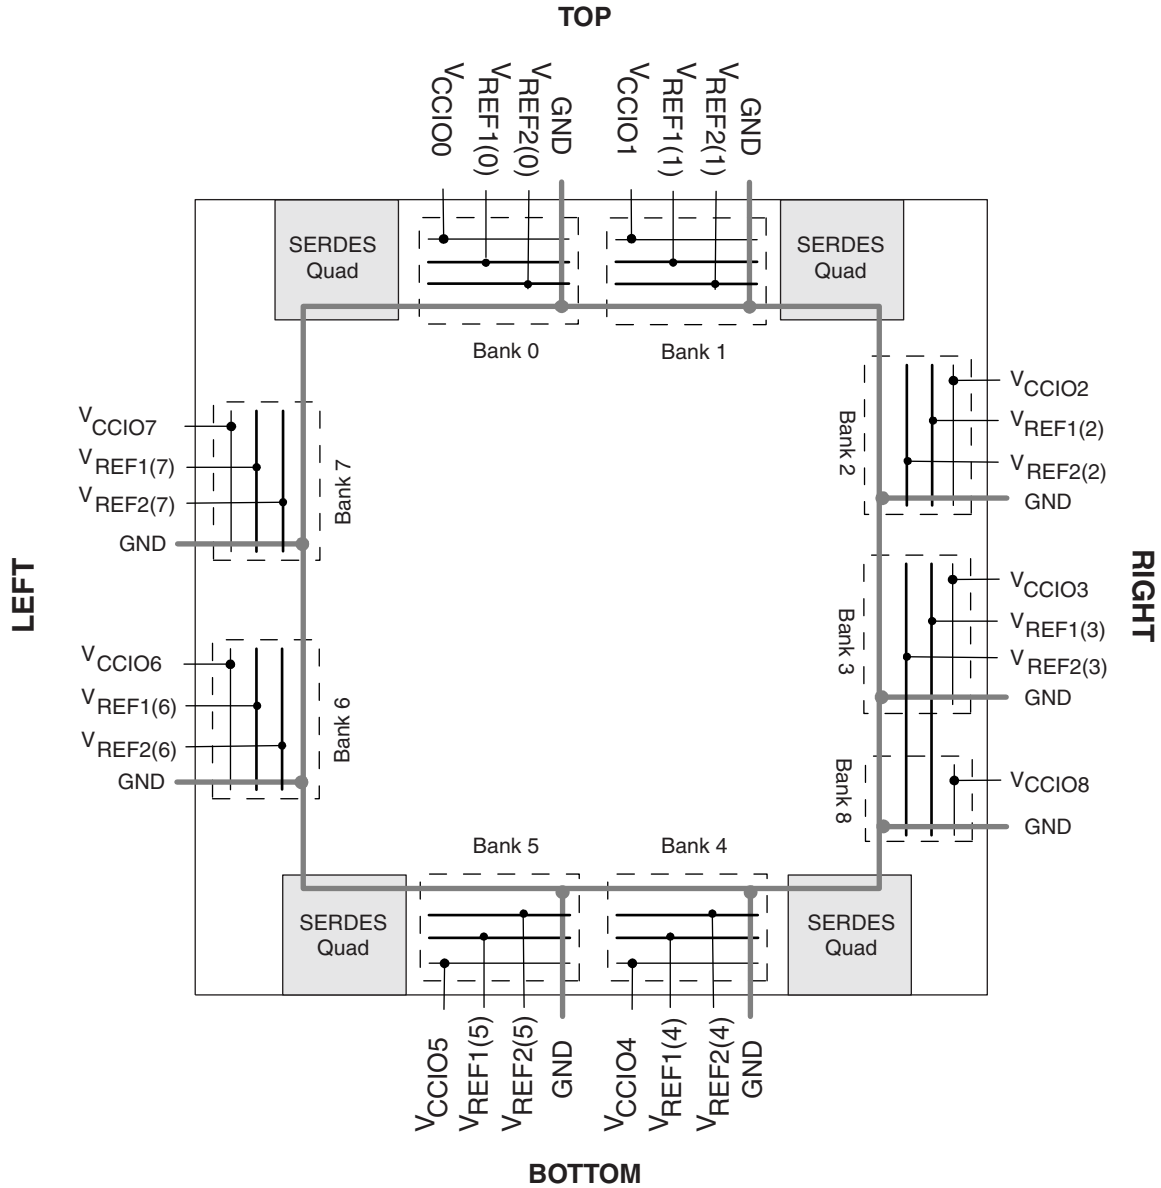 TOP
VCCIO0
VREF1(0)
VREF2(0)
GND
VCCIO1
VREF1(1)
VREF2(1)
GND
SERDES
Quad
SERDES
Quad
Bank 0
Bank 1
VCCIO7
VREF1(7)
VREF2(7)
GND
Bank 7
Bank 2
VCCIO2
VREF1(2)
VREF2(2)
GND
LEFT
RIGHT
VCCIO6
VREF1(6)
VREF2(6)
GND
Bank 6
Bank 3
VCCIO3
VREF1(3)
VREF2(3)
GND
Bank 8
VCCIO8
GND
Bank 5
Bank 4
SERDES
Quad
SERDES
Quad
VCCIO5
VREF1(5)
VREF2(5)
GND
VCCIO4
VREF1(4)
VREF2(4)
GND
BOTTOM